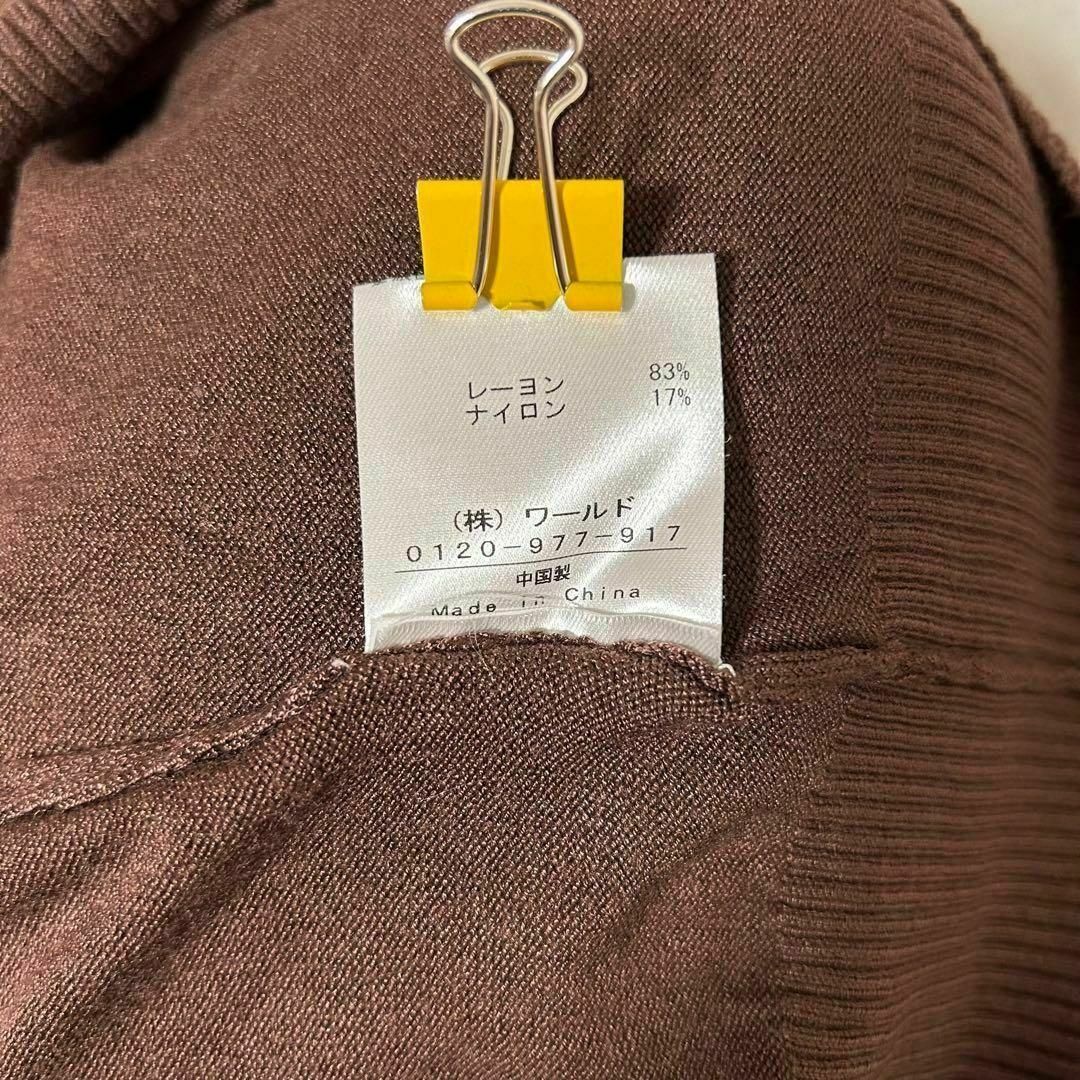 レーヨン 83%
ナイロン 17%
(株) ワールド
0120-977-917
中国製
Made in China